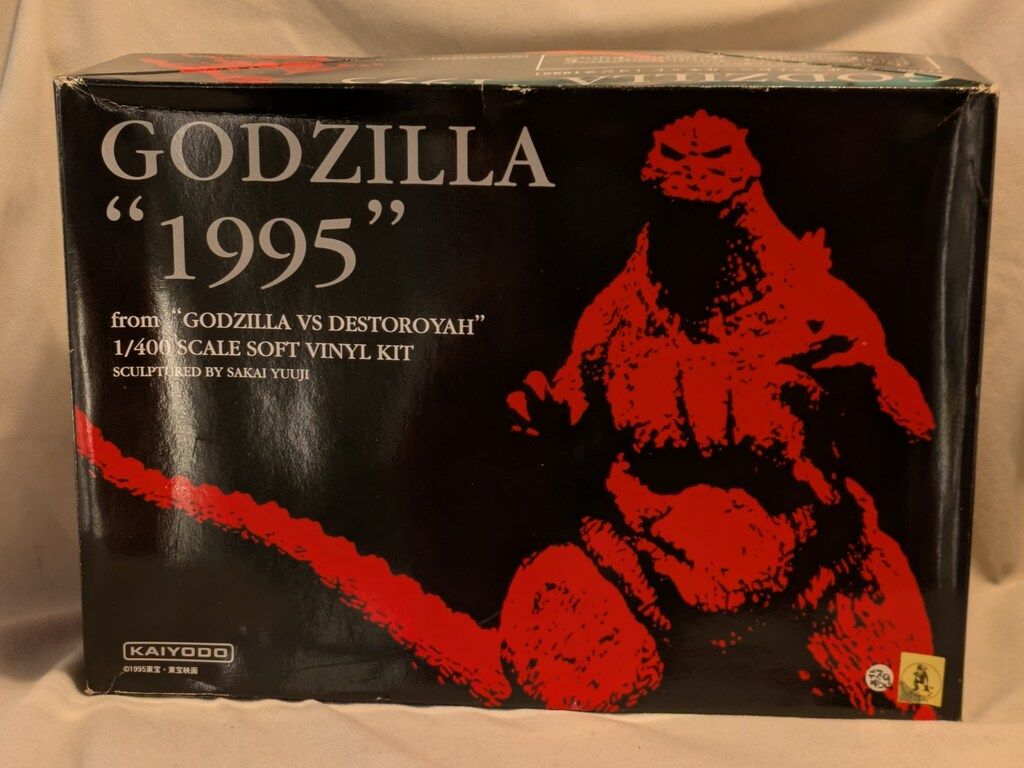 GODZILLA
“1995”
from “GODZILLA VS DESTOROYAH”
1/400 SCALE SOFT VINYL KIT
SCULPTURED BY SAKAI YUUJI
KAIYODO
©1995東宝・東宝映画